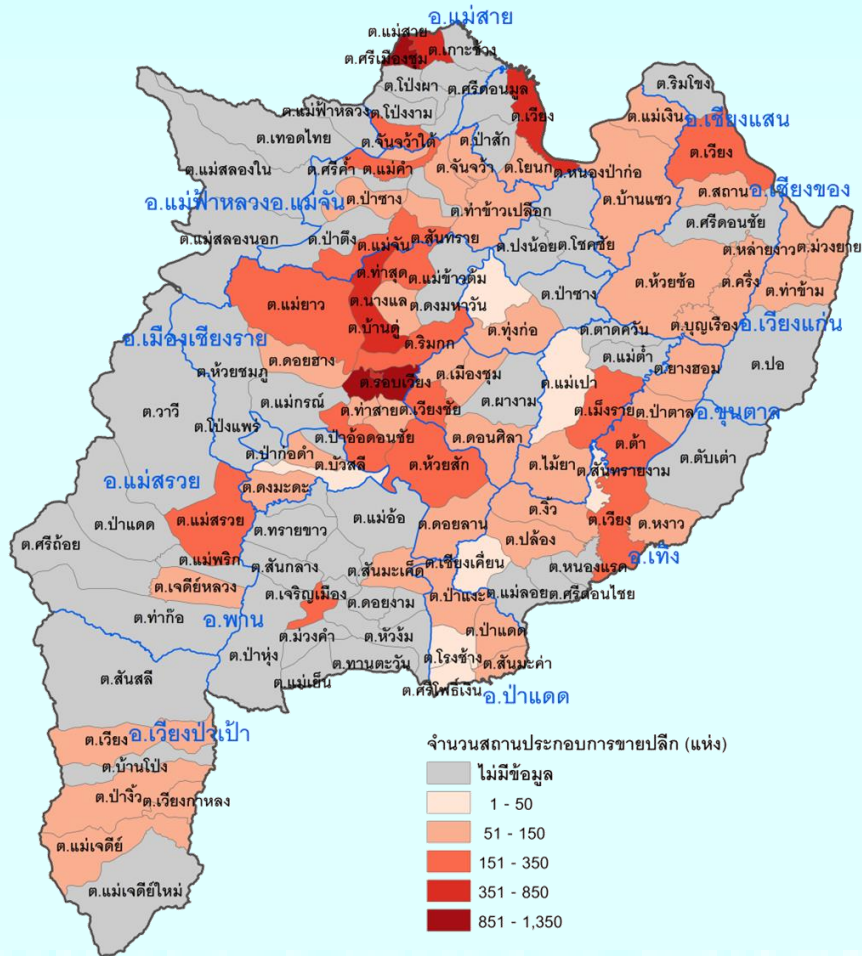 อ.แม่สาย
ต.แม่สาย
ต.เกาะช้าง
ต.ศรีเมืองชุม
ต.ริมโขง
ต.โป่งผา
ต.ศรีดอนมูล
ต.แม่ฟ้าหลวง
ต.โป่งงาม
ต.เวียง
ต.แม่เงิน
อ.เชียงแสน
ต.เทอดไทย
ต.จันจว้าใต้
ต.ป่าสัก
ต.เวียง
ต.แม่สลองใน
ต.ศรีค้ำ
ต.แม่คำ
ต.จันจว้า
ต.โยนก
ต.หนองป่าก่อ
ต.สถาน
อ.เชียงของ
อ.แม่ฟ้าหลวง
อ.แม่จัน
ต.ป่าซาง
ต.บ้านแซว
ต.ท่าข้าวเปลือก
ต.ศรีดอนชัย
ต.แม่สลองนอก
ต.ป่าตึง
ต.แม่จัน
ต.สันทราย
ต.ปงน้อย
ต.โชคชัย
ต.หล่ายงาว
ต.ม่วงยาย
ต.ท่าสุด
ต.แม่ข้าวต้ม
ต.ห้วยซ้อ
ต.ครึ่ง
ต.ท่าข้าม
ต.แม่ยาว
ต.นางแล
ต.ดงมหาวัน
ต.ป่าซาง
อ.เมืองเชียงราย
ต.บ้านดู่
ต.ริมกก
ต.ทุ่งก่อ
ต.ตาดควัน
ต.บุญเรือง
อ.เวียงแก่น
ต.ดอยฮาง
ต.แม่ต๋ำ
ต.ปอ
ต.ห้วยชมภู
ต.รอบเวียง
ต.เมืองชุม
ต.แม่เปา
ต.ยางฮอม
ต.วาวี
ต.แม่กรณ์
ต.ท่าสาย
ต.เวียงชัย
ต.ผางาม
ต.เม็งราย
ต.ป่าตาล
อ.ขุนตาล
ต.โป่งแพร่
ต.ป่าอ้อดอนชัย
ต.ดอนศิลา
ต.ต้า
ต.ป่าก่อดำ
ต.บัวสลี
ต.ห้วยสัก
ต.ไม้ยา
ต.สันทรายงาม
ต.ตับเต่า
อ.แม่สรวย
ต.ดงมะดะ
ต.ป่าแดด
ต.แม่สรวย
ต.ทรายขาว
ต.แม่อ้อ
ต.ดอยลาน
ต.งิ้ว
ต.เวียง
ต.หงาว
ต.ศรีถ้อย
ต.แม่พริก
ต.สันกลาง
ต.สันมะเค็ด
ต.เชียงเคี่ยน
ต.ปล้อง
ต.หนองแรด
อ.เทิง
ต.เจดีย์หลวง
ต.เจริญเมือง
ต.ดอยงาม
ต.ป่าแงะ
ต.แม่ลอย
ต.ศรีดอนไชย
ต.ท่าก๊อ
อ.พาน
ต.ม่วงคำ
ต.หัวง้ม
ต.ป่าแดด
ต.ป่าหุ่ง
ต.ทานตะวัน
ต.โรงช้าง
ต.สันมะค่า
ต.สันสลี
ต.แม่เย็น
ต.ศรีโพธิ์เงิน
อ.ป่าแดด
ต.เวียง
อ.เวียงป่าเป้า
ต.บ้านโป่ง
ต.ป่างิ้ว
ต.เวียงกาหลง
ต.แม่เจดีย์
ต.แม่เจดีย์ใหม่
จำนวนสถานประกอบการขายปลีก (แห่ง)
ไม่มีข้อมูล
1 - 50
51 - 150
151 - 350
351 - 850
851 - 1,350